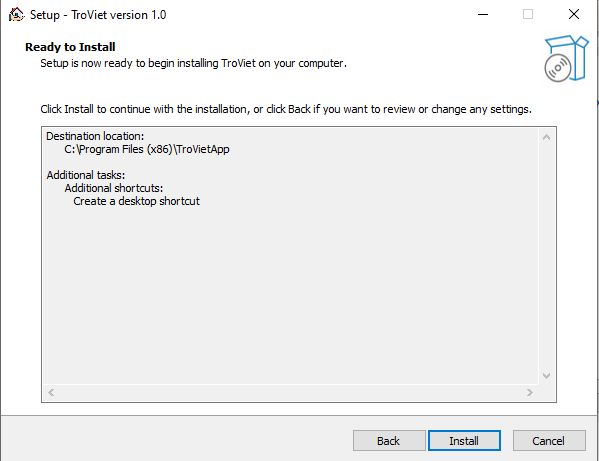 Setup - TroViet version 1.0
Ready to Install
Setup is now ready to begin installing TroViet on your computer.
Click Install to continue with the installation, or click Back if you want to review or change any settings.
Destination location:
C:\Program Files (x86)\TroVietApp
Additional tasks:
Additional shortcuts:
Create a desktop shortcut
Back
Install
Cancel